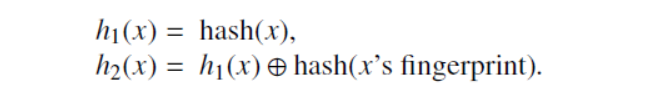 h₁(x) = hash(x),
h₂(x) = h₁(x) ⊕ hash(x's fingerprint).